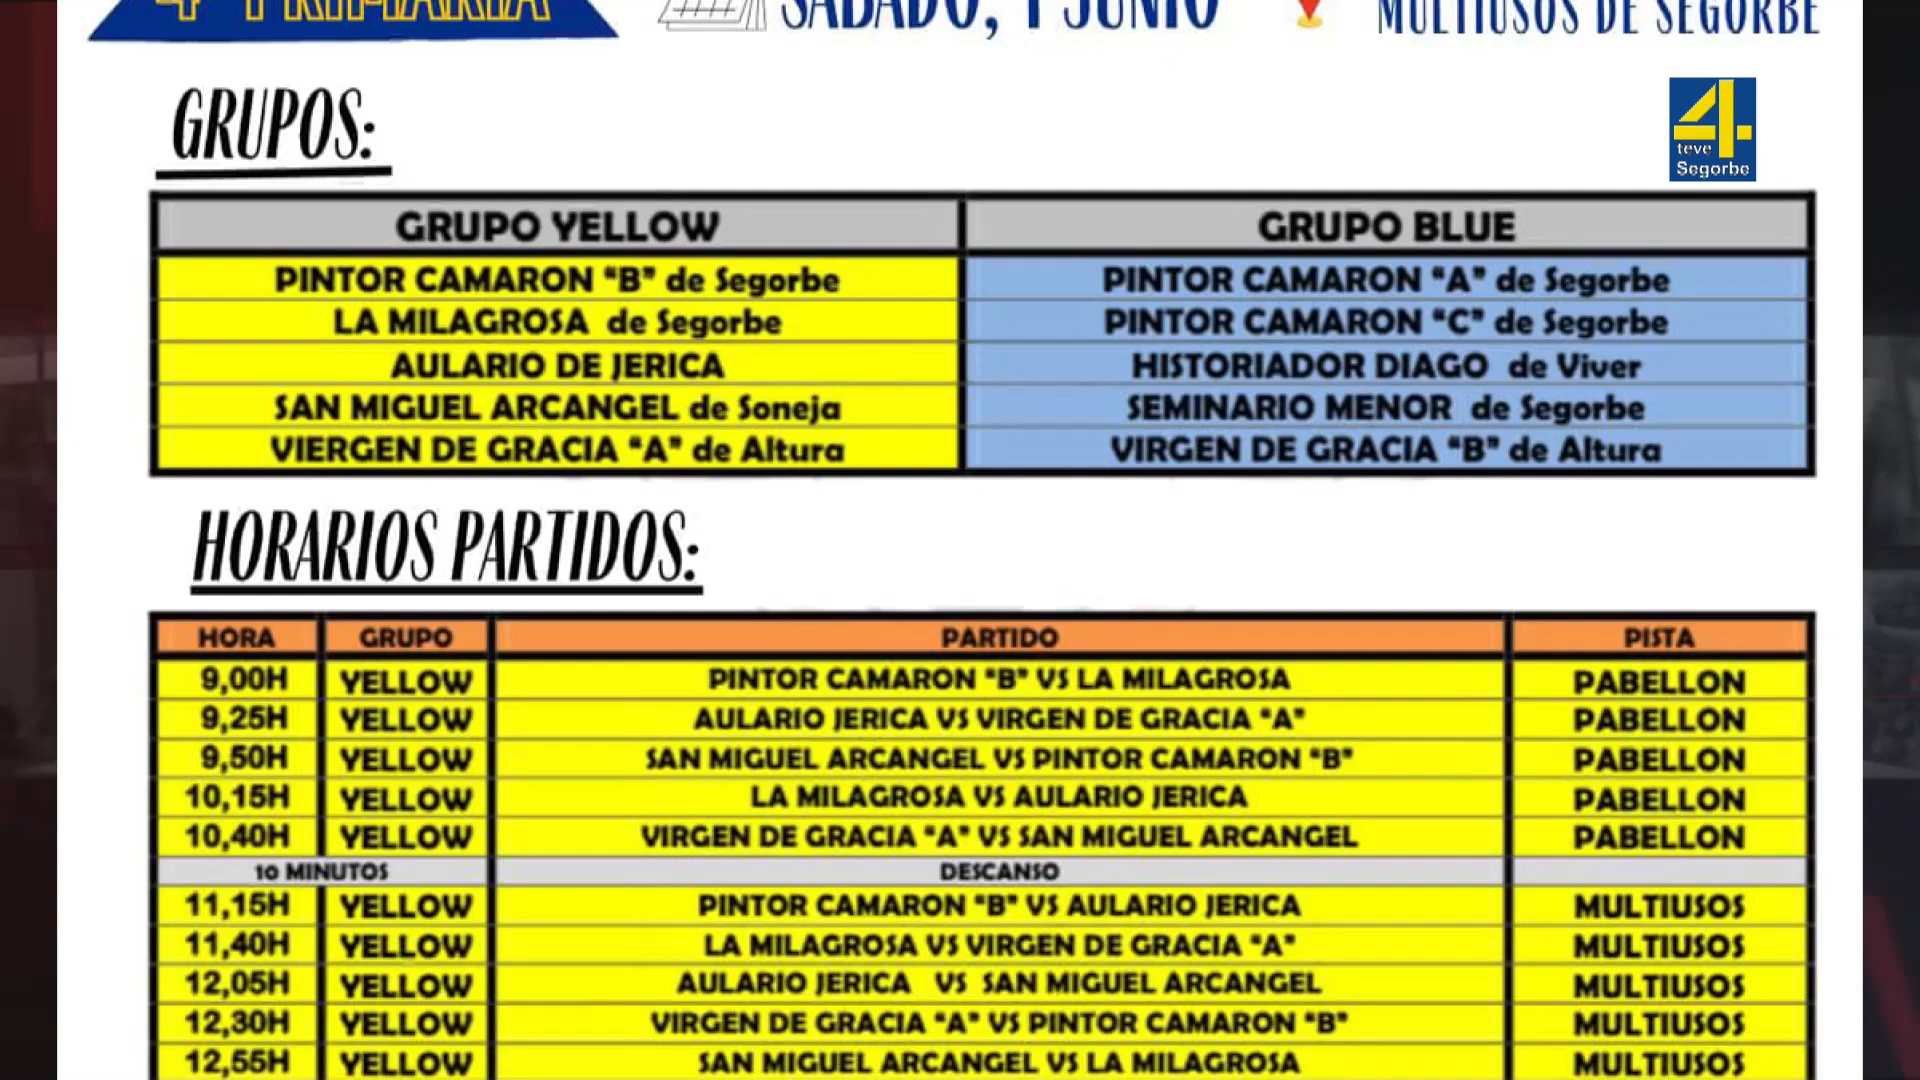 4º PRIMARIA
SÁBADO, 1 JUNIO
MULTIUSOS DE SEGORBE
teve
4
Segorbe
GRUPOS:
GRUPO YELLOW GRUPO BLUE
PINTOR CAMARON “B” de Segorbe PINTOR CAMARON “A” de Segorbe
LA MILAGROSA de Segorbe PINTOR CAMARON “C” de Segorbe
AULARIO DE JERICA HISTORIADOR DIAGO de Viver
SAN MIGUEL ARCANGEL de Soneja SEMINARIO MENOR de Segorbe
VIERGEN DE GRACIA “A” de Altura VIRGEN DE GRACIA “B” de Altura
HORARIOS PARTIDOS:
HORA GRUPO PARTIDO PISTA
9,00H YELLOW PINTOR CAMARON “B” VS LA MILAGROSA PABELLON
9,25H YELLOW AULARIO JERICA VS VIRGEN DE GRACIA “A” PABELLON
9,50H YELLOW SAN MIGUEL ARCANGEL VS PINTOR CAMARON “B” PABELLON
10,15H YELLOW LA MILAGROSA VS AULARIO JERICA PABELLON
10,40H YELLOW VIRGEN DE GRACIA “A” VS SAN MIGUEL ARCANGEL PABELLON
10 MINUTOS DESCANSO
11,15H YELLOW PINTOR CAMARON “B” VS AULARIO JERICA MULTIUSOS
11,40H YELLOW LA MILAGROSA VS VIRGEN DE GRACIA “A” MULTIUSOS
12,05H YELLOW AULARIO JERICA VS SAN MIGUEL ARCANGEL MULTIUSOS
12,30H YELLOW VIRGEN DE GRACIA “A” VS PINTOR CAMARON “B” MULTIUSOS
12,55H YELLOW SAN MIGUEL ARCANGEL VS LA MILAGROSA MULTIUSOS